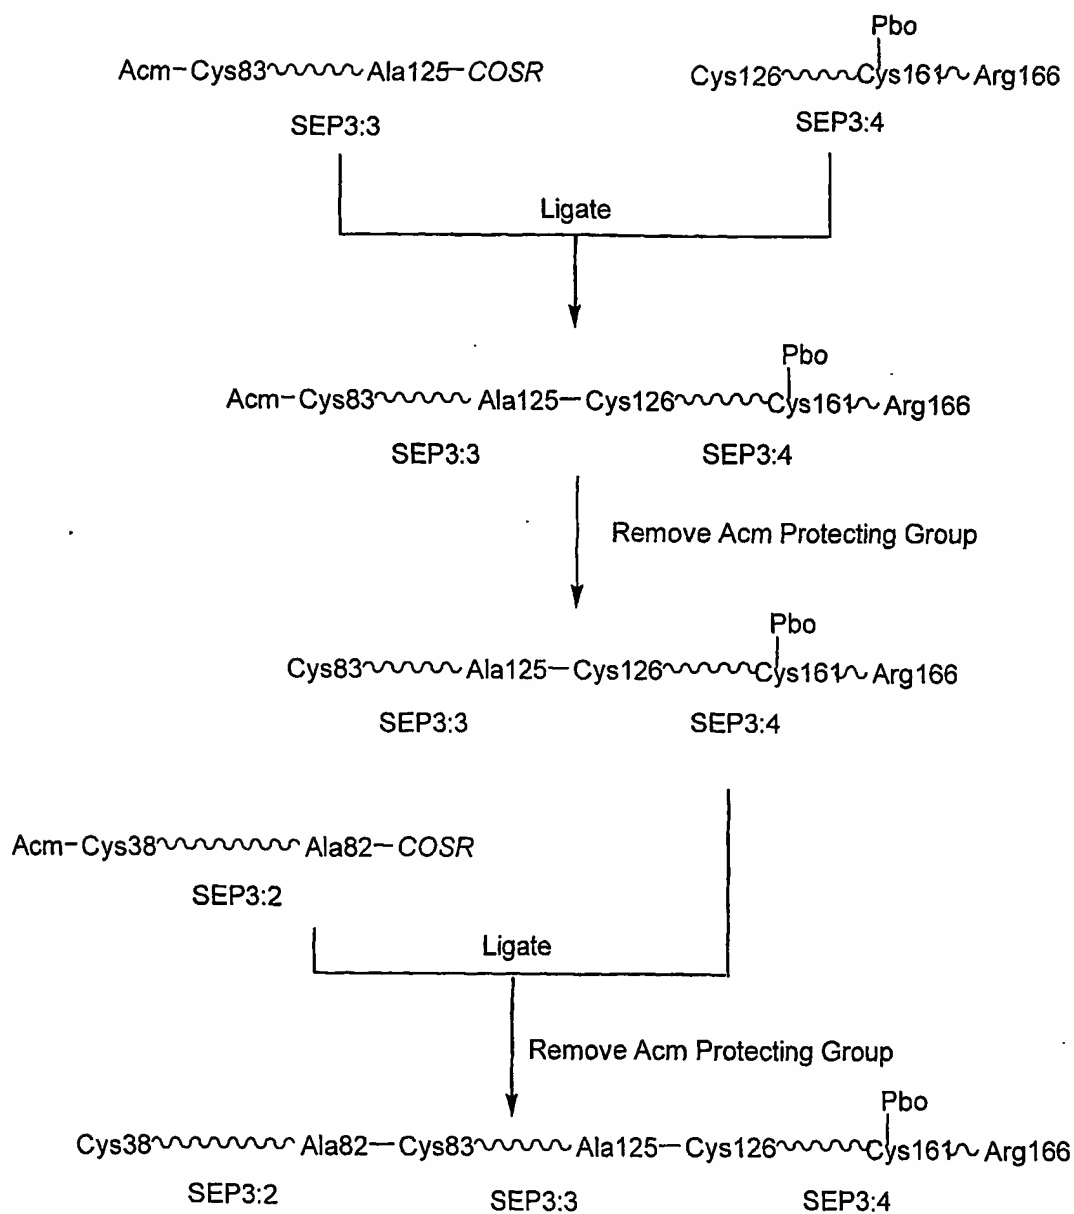 Pbo
Acm-Cys83 Ala125-COSR
Cys126 Cys161 Arg166
SEP3:3
SEP3:4
Ligate
Pbo
Acm-Cys83 Ala125-Cys126 Cys161 Arg166
SEP3:3 SEP3:4
Remove Acm Protecting Group
Pbo
Cys83 Ala125-Cys126 Cys161 Arg166
SEP3:3 SEP3:4
Acm-Cys38 Ala82-COSR
SEP3:2
Ligate
Remove Acm Protecting Group
Pbo
Cys38 Ala82-Cys83 Ala125-Cys126 Cys161 Arg166
SEP3:2 SEP3:3 SEP3:4